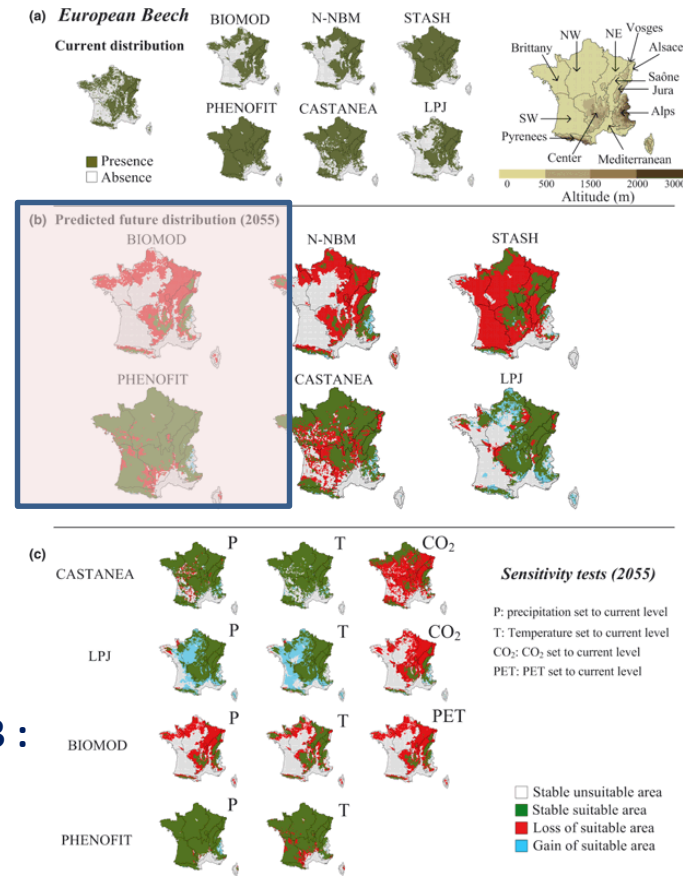 (a) European Beech
Current distribution
BIOMOD N-NBM STASH
PHENOFIT CASTANEA LPJ
Presence
Absence
Vosges
NW NE
Brittany Alsace
Saône
Jura
SW Alps
Pyrenees
Center Mediterranean
0 500 1500 2000 3000
Altitude (m)
(b) Predicted future distribution (2055)
BIOMOD N-NBM STASH
PHENOFIT CASTANEA LPJ
(c)
CASTANEA P T CO2
LPJ P T CO2
BIOMOD P T PET
PHENOFIT P T
Sensitivity tests (2055)
P: precipitation set to current level
T: Temperature set to current level
CO2: CO2 set to current level
PET: PET set to current level
Stable unsuitable area
Stable suitable area
Loss of suitable area
Gain of suitable area